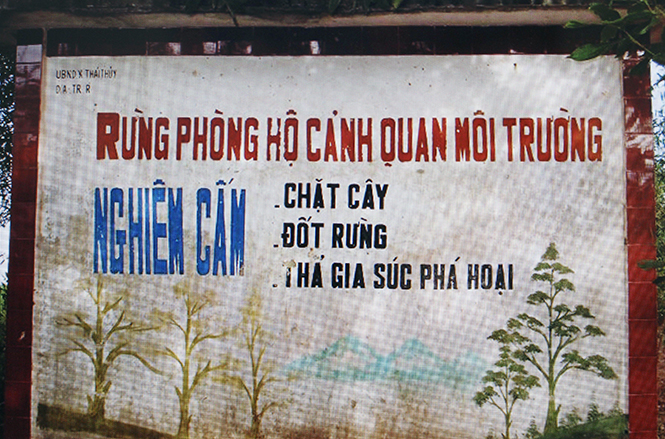 UBND X THÁI THỦY
D.A. TR. R
RỪNG PHÒNG HỘ CẢNH QUAN MÔI TRƯỜNG
NGHIÊM CẤM
. CHẶT CÂY
. ĐỐT RỪNG
. THẢ GIA SÚC PHÁ HOẠI